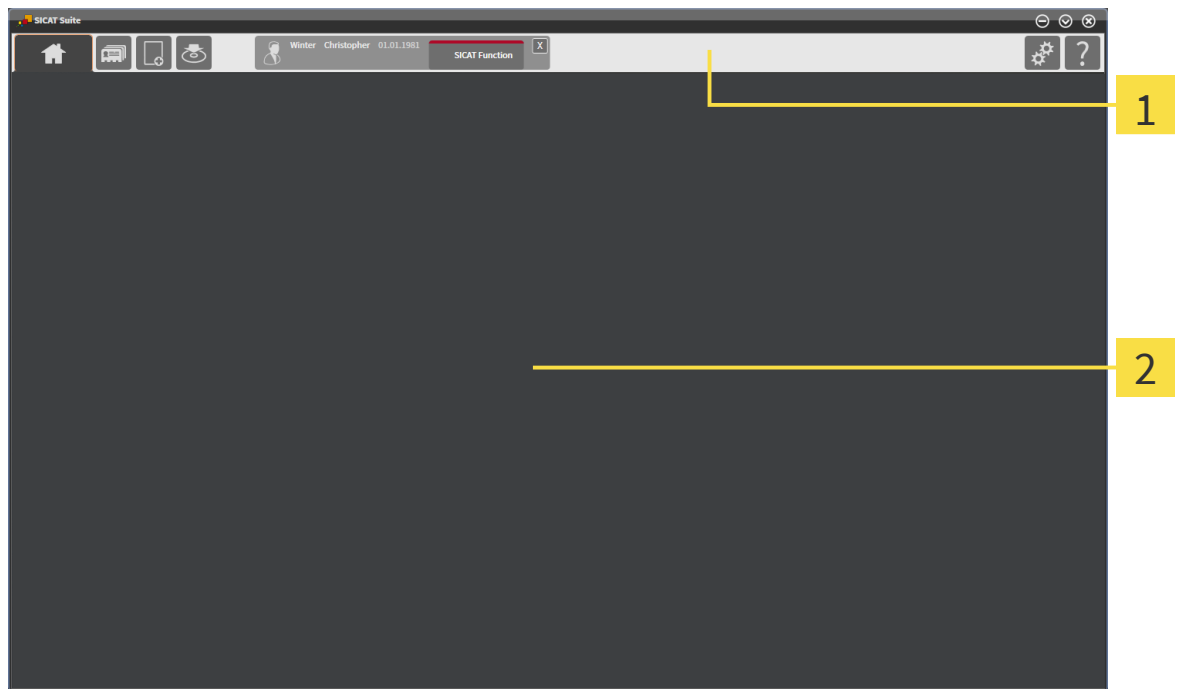 SICAT Suite
Winter Christopher 01.01.1981
SICAT Function
X
?
1
2